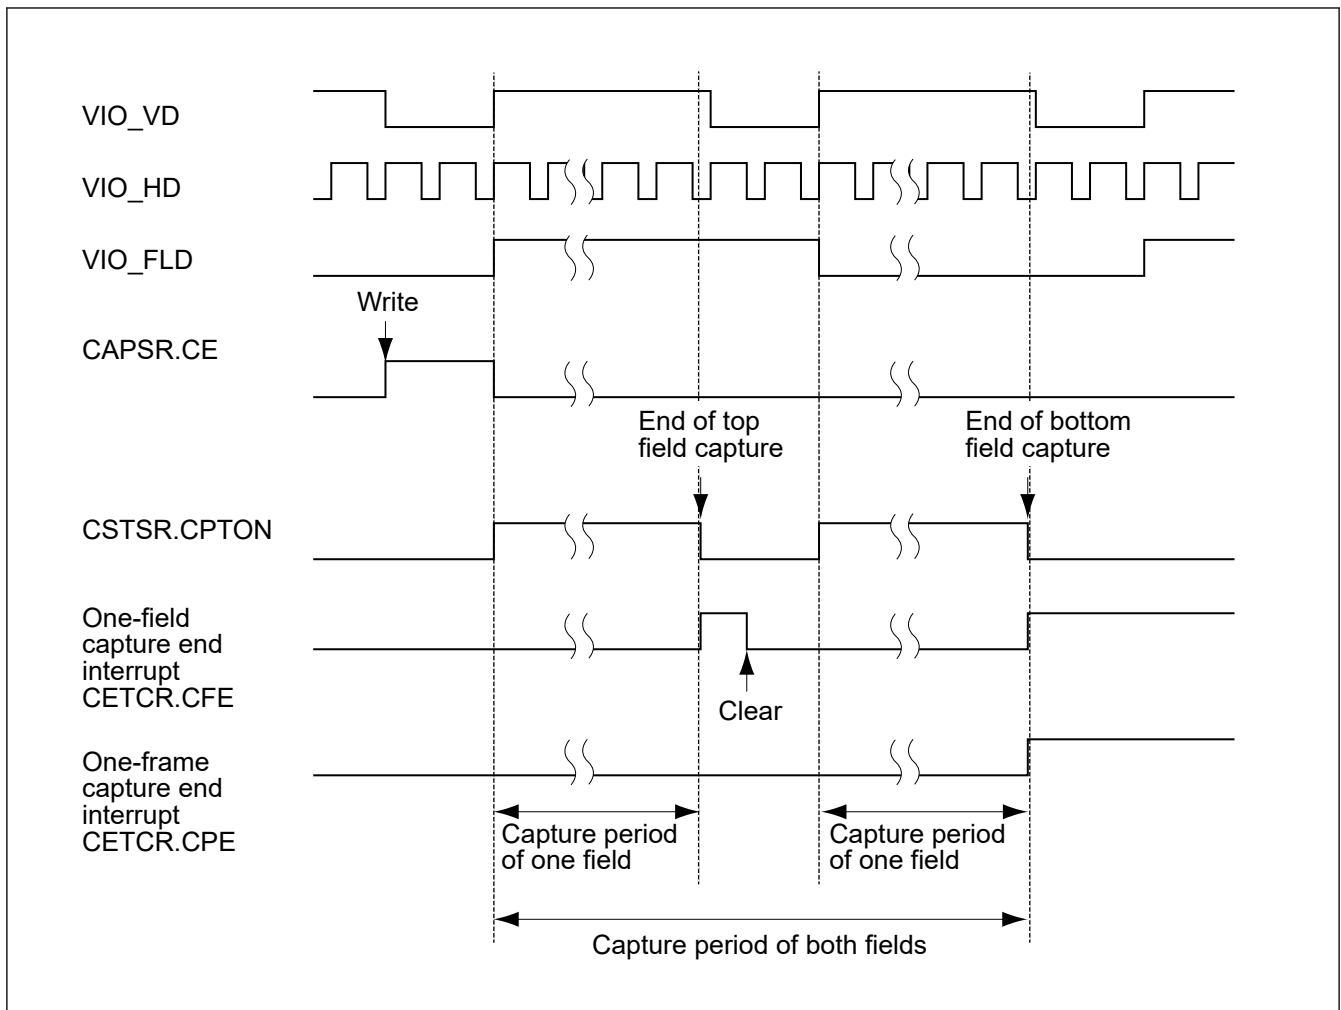 VIO_VD
VIO_HD
VIO_FLD
Write
CAPSR.CE
End of top
field capture
End of bottom
field capture
CSTSR.CPTON
One-field
capture end
interrupt
CETCR.CFE
Clear
One-frame
capture end
interrupt
CETCR.CPE
Capture period
of one field
Capture period
of one field
Capture period of both fields